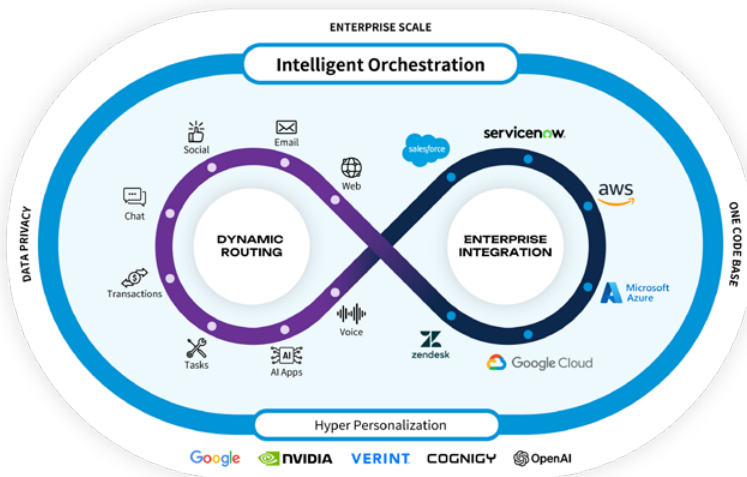 ENTERPRISE SCALE
Intelligent Orchestration
Social
Email
Web
Chat
Transactions
Tasks
AI
AI Apps
Voice
DYNAMIC
ROUTING
salesforce
servicenow
aws
Microsoft
Azure
Google Cloud
zendesk
ENTERPRISE
INTEGRATION
DATA PRIVACY
ONE CODE BASE
Hyper Personalization
Google
NVIDIA
VERINT
COGNIGY
OpenAI